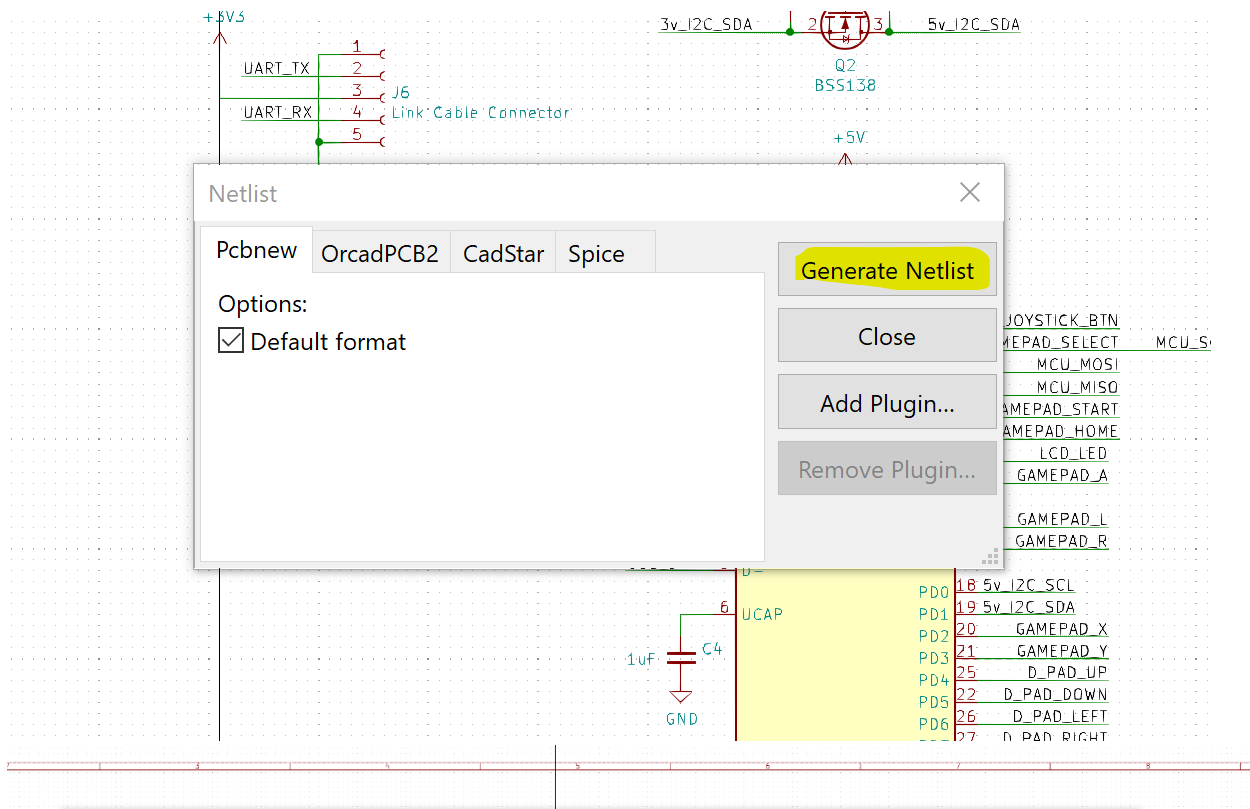 +3V3
3v_I2C_SDA 2 3 5v_I2C_SDA
1
UART_TX 2
3 J6
UART_RX 4 Link Cable Connector
5
Q2
BSS138
+5V
Netlist
Pcbnew OrcadPCB2 CadStar Spice
Options:
Default format
Generate Netlist
Close
Add Plugin...
Remove Plugin...
JOYSTICK_BTN
MEPAD_SELECT MCU_S
MCU_MOSI
MCU_MISO
AMEPAD_START
AMEPAD_HOME
LCD_LED
GAMEPAD_A
GAMEPAD_L
GAMEPAD_R
D-
6 UCAP
1uF C4
GND
PD0 18 5v_I2C_SCL
PD1 19 5v_I2C_SDA
PD2 20 GAMEPAD_X
PD3 21 GAMEPAD_Y
PD4 25 D_PAD_UP
PD5 22 D_PAD_DOWN
PD6 26 D_PAD_LEFT
27 D_PAD_RIGHT
3 4 5 6 7 8